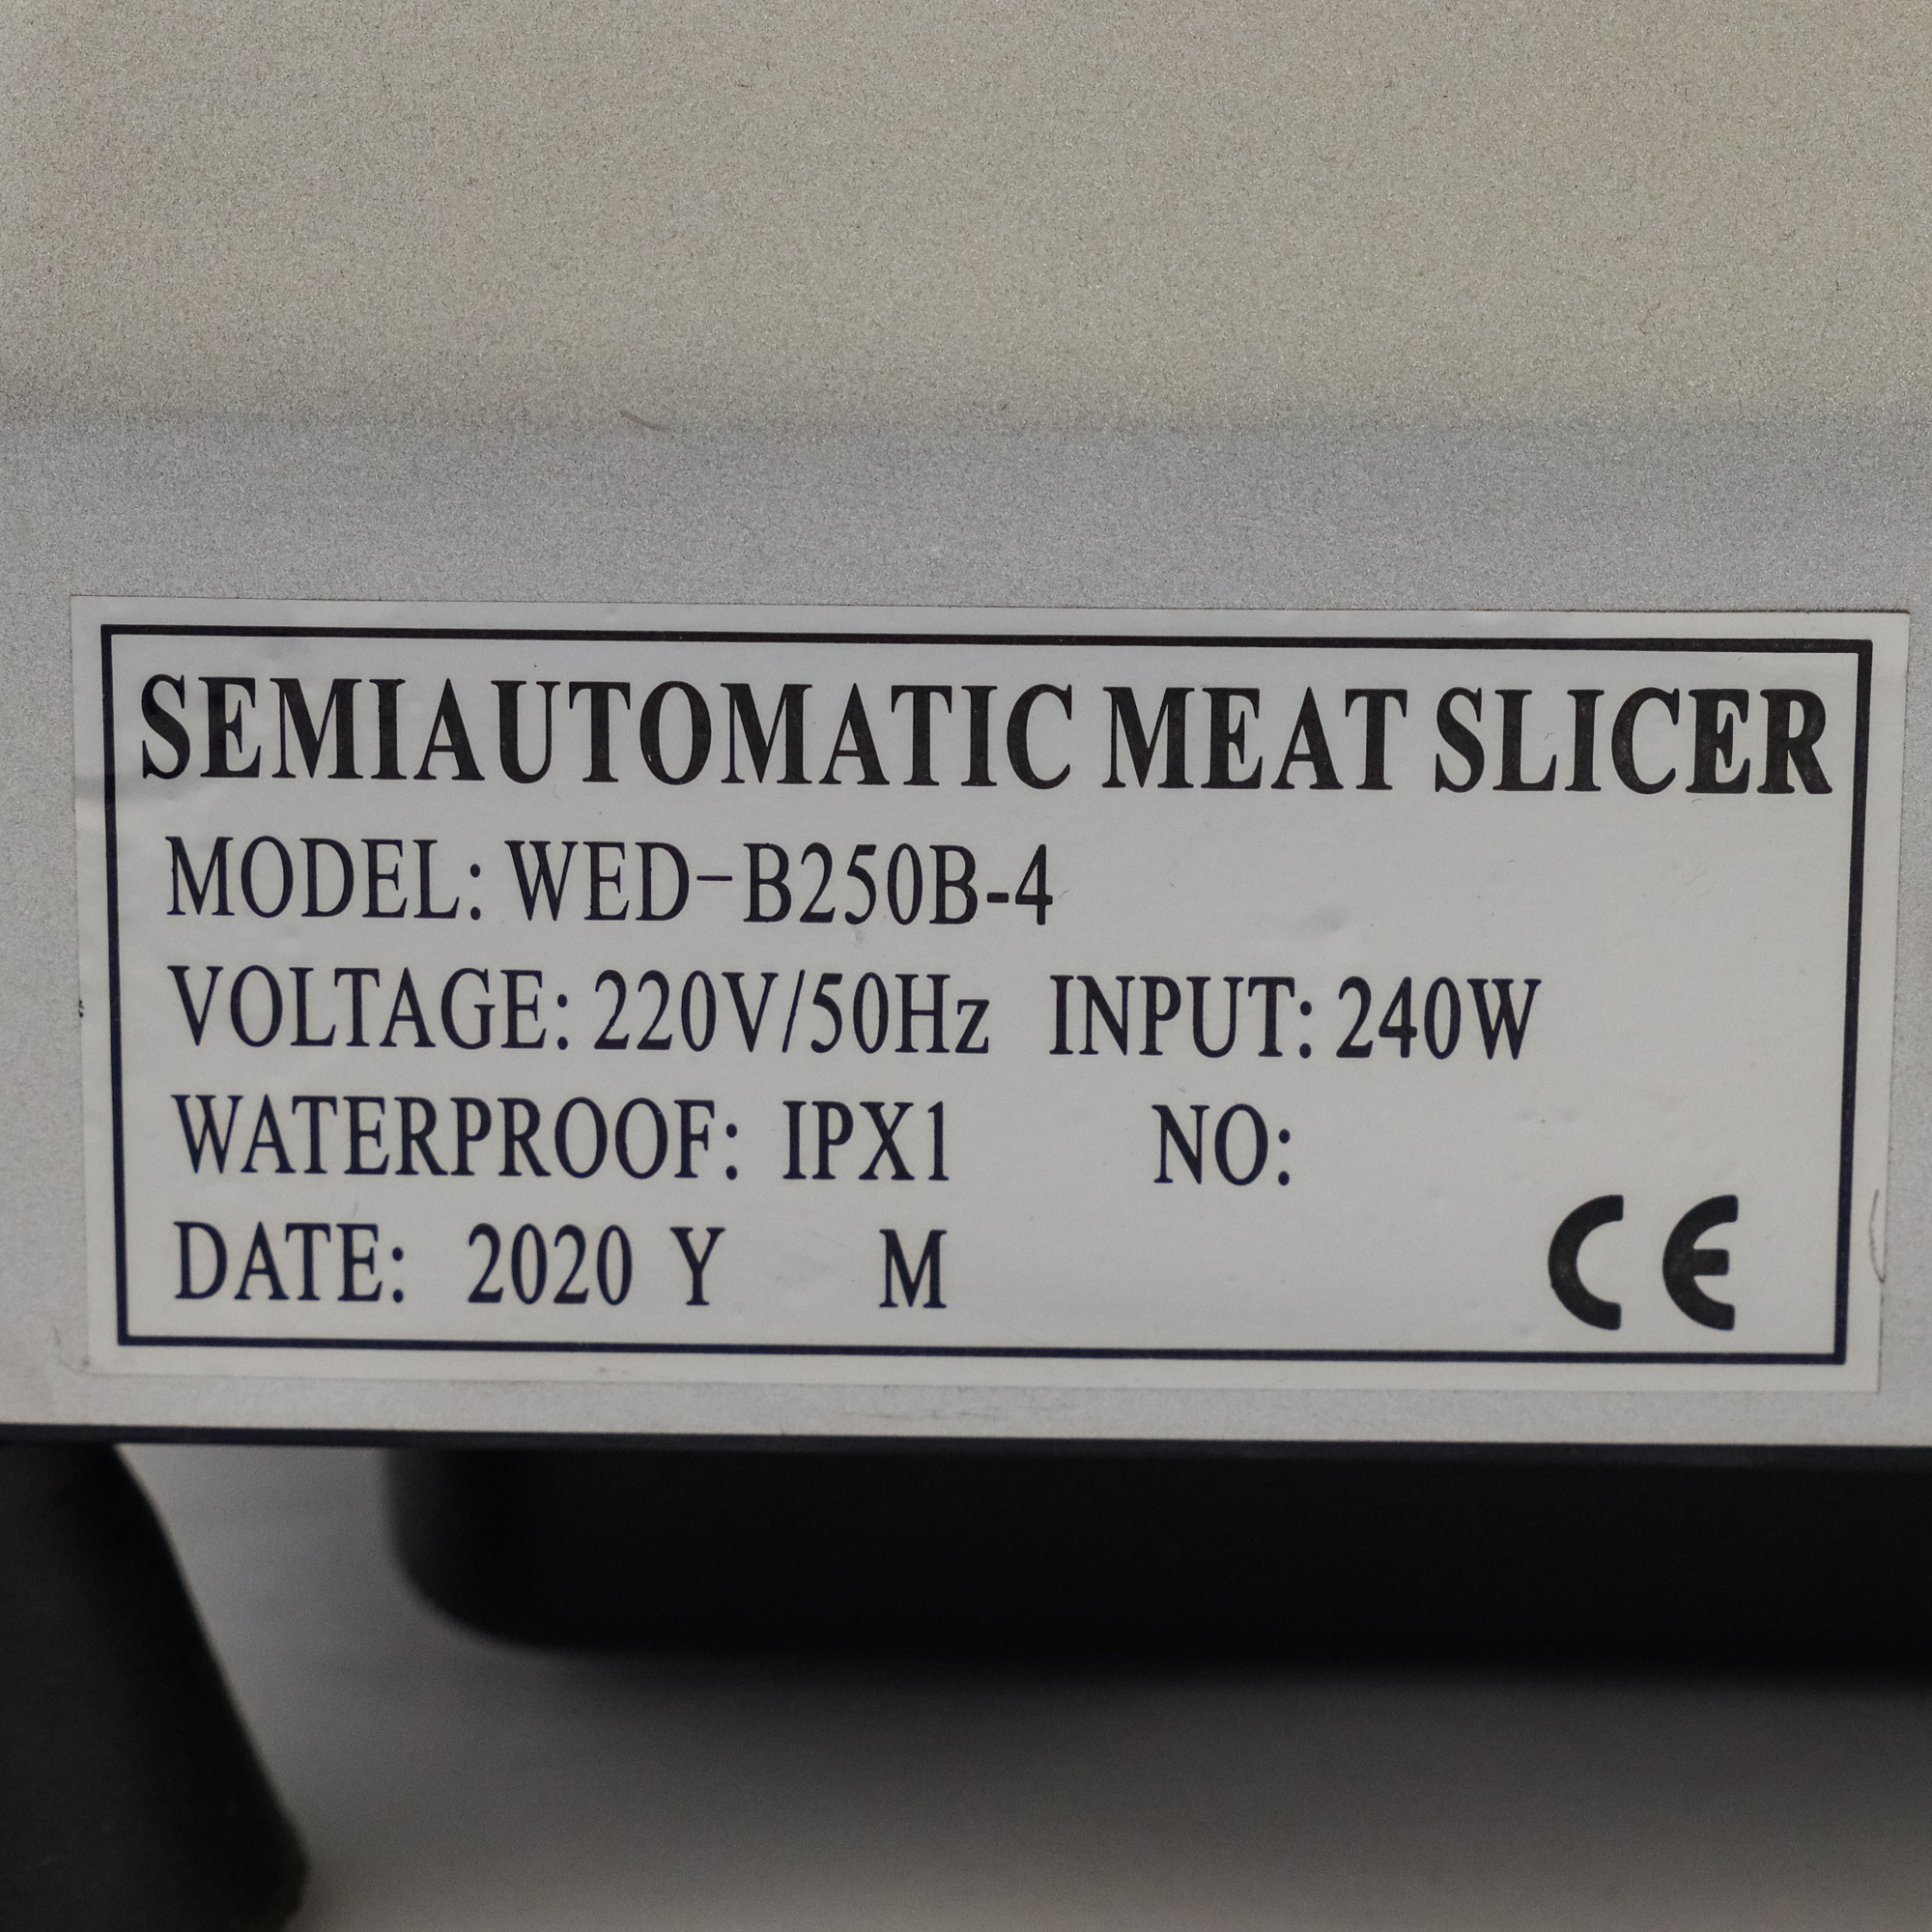 SEMIAUTOMATIC MEAT SLICER
MODEL: WED-B250B-4
VOLTAGE: 220V/50Hz INPUT: 240W
WATERPROOF: IPX1 NO:
DATE: 2020 Y M
CE